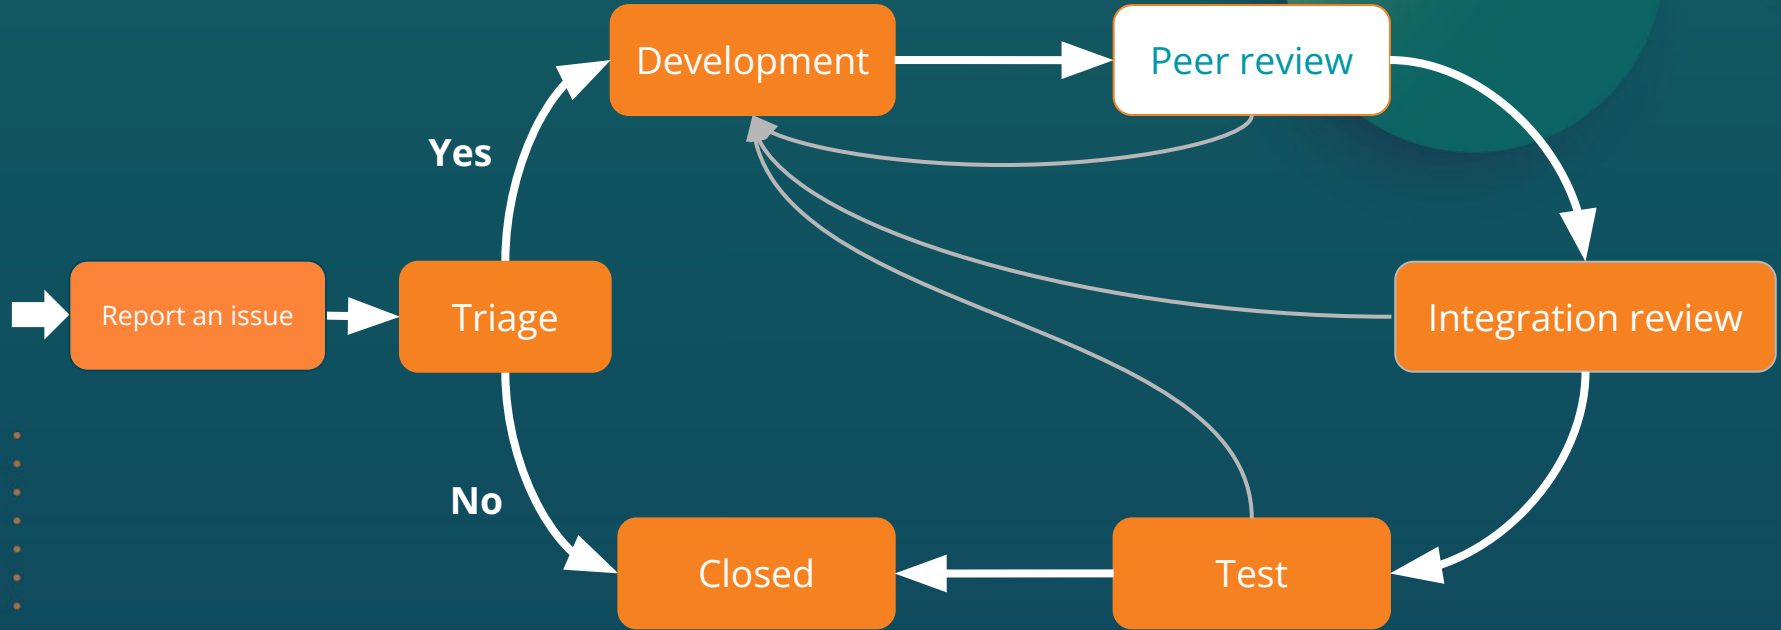 Development
Peer review
Yes
Report an issue
Triage
Integration review
No
Closed
Test